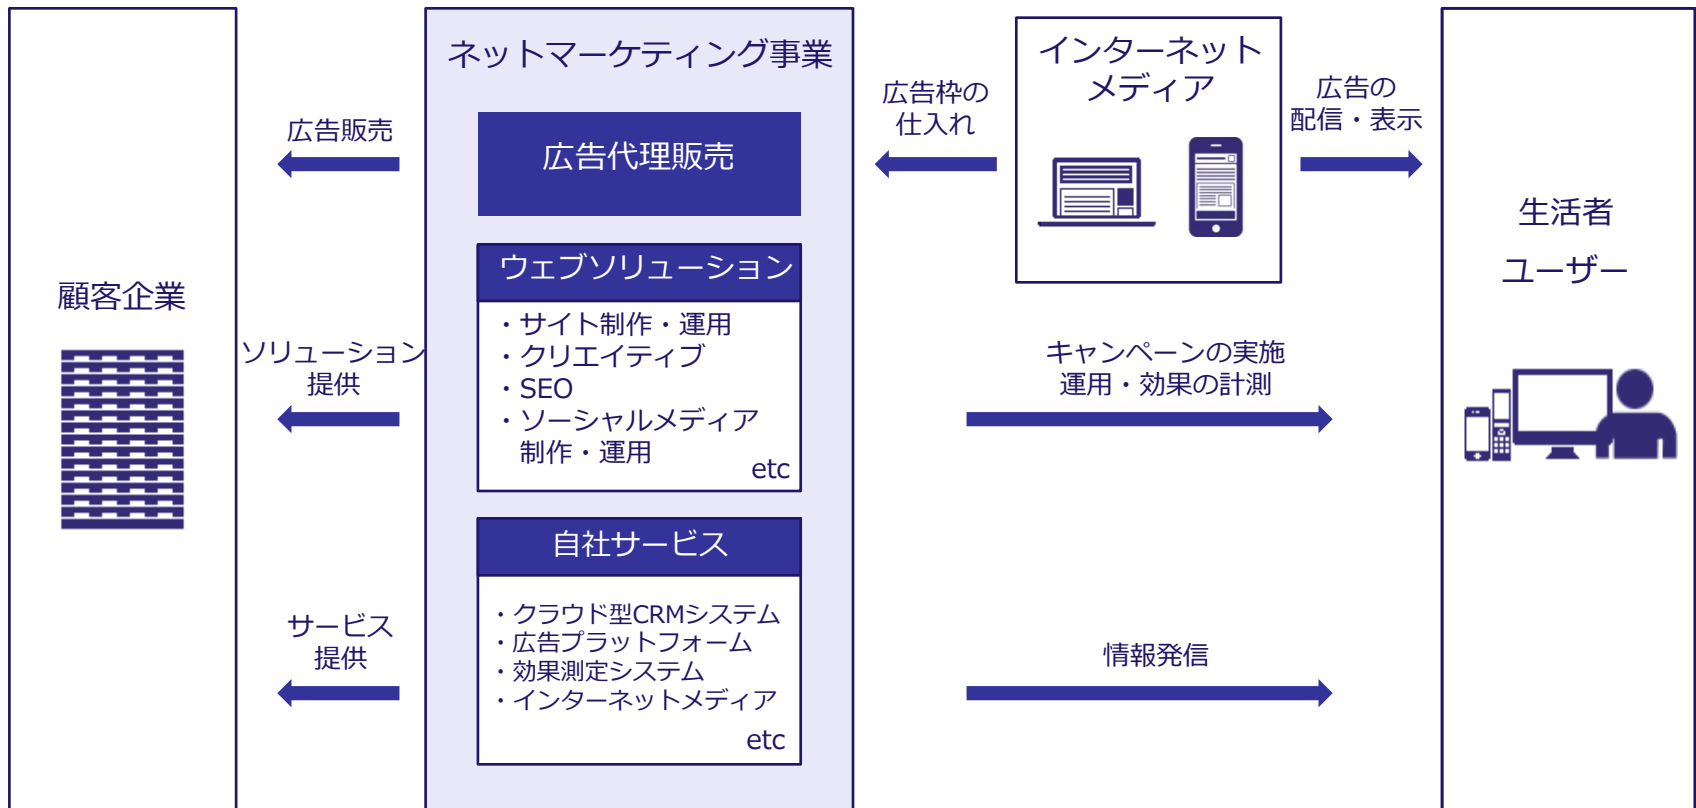 顧客企業
広告販売
ソリューション
提供
サービス
提供
ネットマーケティング事業
広告代理販売
ウェブソリューション
・サイト制作・運用
・クリエイティブ
・SEO
・ソーシャルメディア
制作・運用
etc
自社サービス
・クラウド型CRMシステム
・広告プラットフォーム
・効果測定システム
・インターネットメディア
etc
広告枠の
仕入れ
インターネット
メディア
広告の
配信・表示
キャンペーンの実施
運用・効果の計測
情報発信
生活者
ユーザー